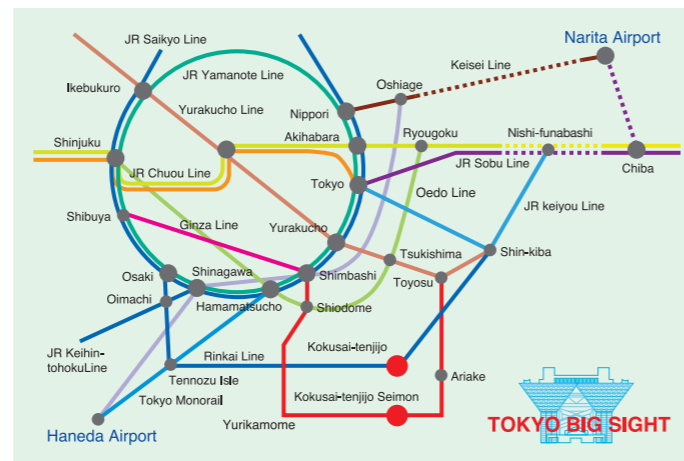 JR Saikyo Line
Narita Airport
Keisei Line
JR Yamanote Line
Ikebukuro
Oshiage
Yurakucho Line
Nippori
Akihabara
Ryougoku
Nishi-funabashi
Shinjuku
JR Chuou Line
JR Sobu Line
Chiba
Tokyo
Oedo Line
JR keiyou Line
Shibuya
Ginza Line
Yurakucho
Tsukishima
Shin-kiba
Osaki
Shinagawa
Shimbashi
Toyosu
Oimachi
Hamamatsucho
Shiodome
JR Keihin-
tohokuLine
Rinkai Line
Kokusai-tenjijo
Tennozu Isle
Ariake
Tokyo Monorail
Kokusai-tenjijo Seimon
Haneda Airport
Yurikamome
TOKYO BIG SIGHT